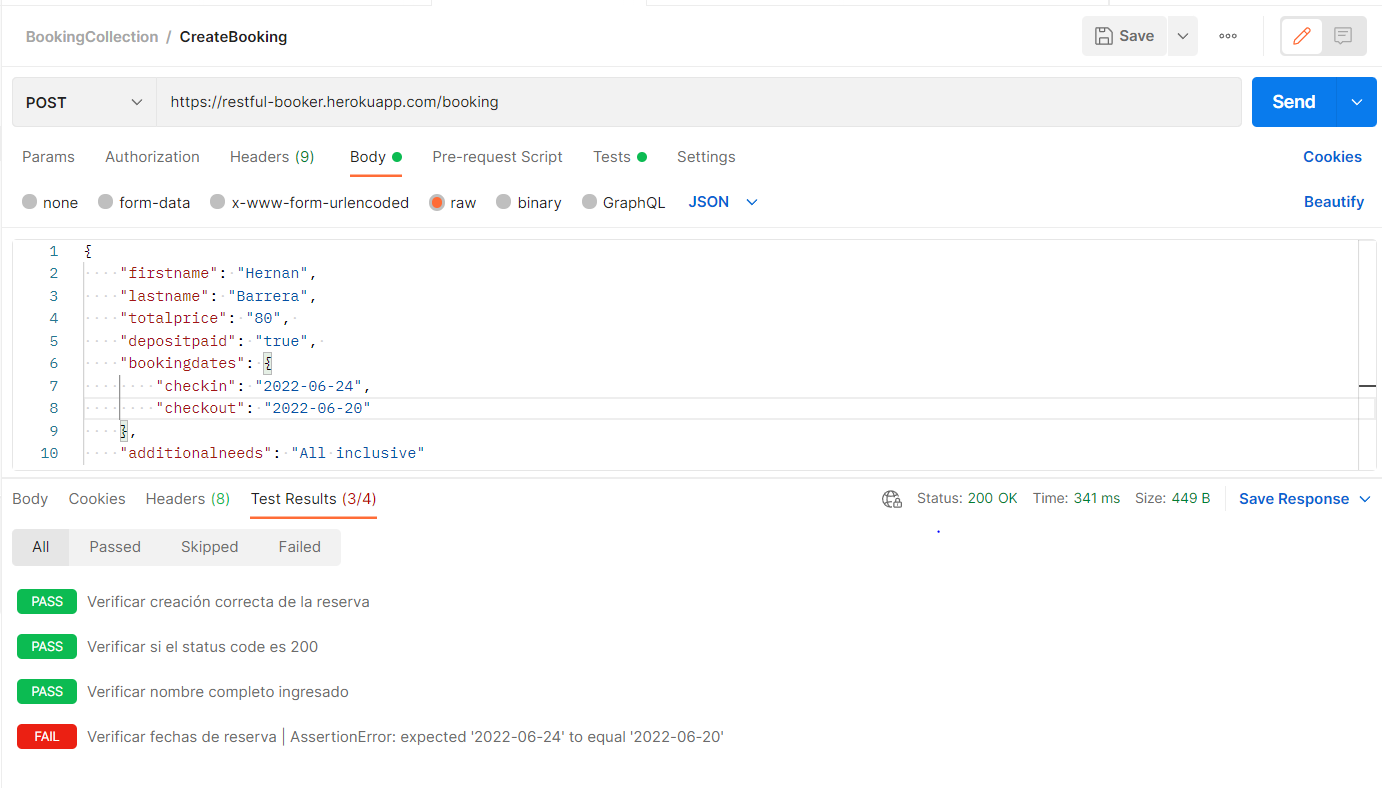 BookingCollection / CreateBooking
Save
POST
https://restful-booker.herokuapp.com/booking
Send
Params Authorization Headers (9) Body Pre-request Script Tests Settings Cookies
none form-data x-www-form-urlencoded raw binary GraphQL JSON Beautify
1 {
2 "firstname": "Hernan",
3 "lastname": "Barrera",
4 "totalprice": "80",
5 "depositpaid": "true",
6 "bookingdates": {
7 "checkin": "2022-06-24",
8 "checkout": "2022-06-20"
9 },
10 "additionalneeds": "All inclusive"
Body Cookies Headers (8) Test Results (3/4) Status: 200 OK Time: 341 ms Size: 449 B Save Response
All Passed Skipped Failed
PASS Verificar creación correcta de la reserva
PASS Verificar si el status code es 200
PASS Verificar nombre completo ingresado
FAIL Verificar fechas de reserva | AssertionError: expected '2022-06-24' to equal '2022-06-20'